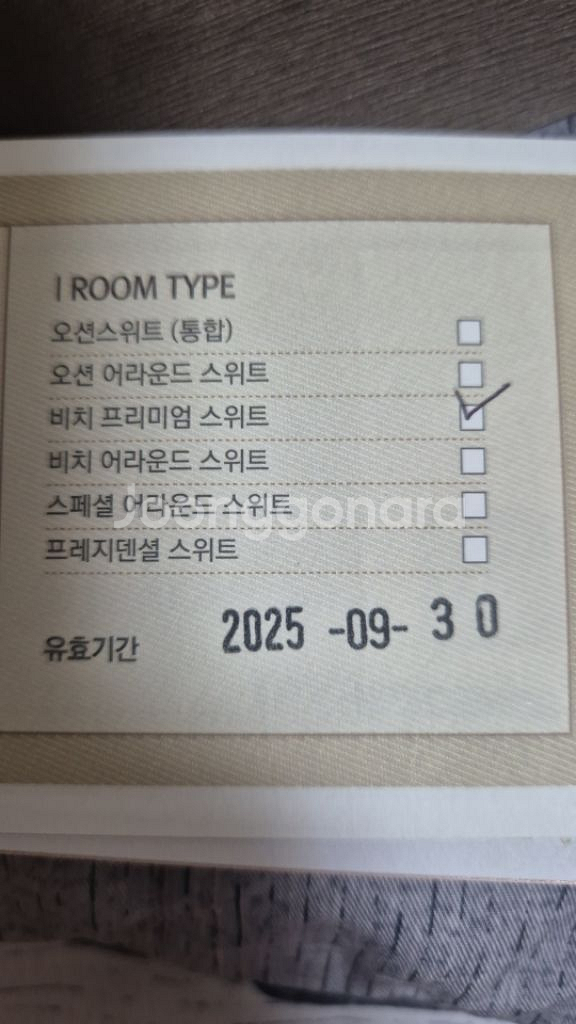 | ROOM TYPE
오션스위트 (통합)
오션 어라운드 스위트
비치 프리미엄 스위트
비치 어라운드 스위트
스페셜 어라운드 스위트
Joonggonara
프레지덴셜 스위트
유효기간 2025 -09- 30